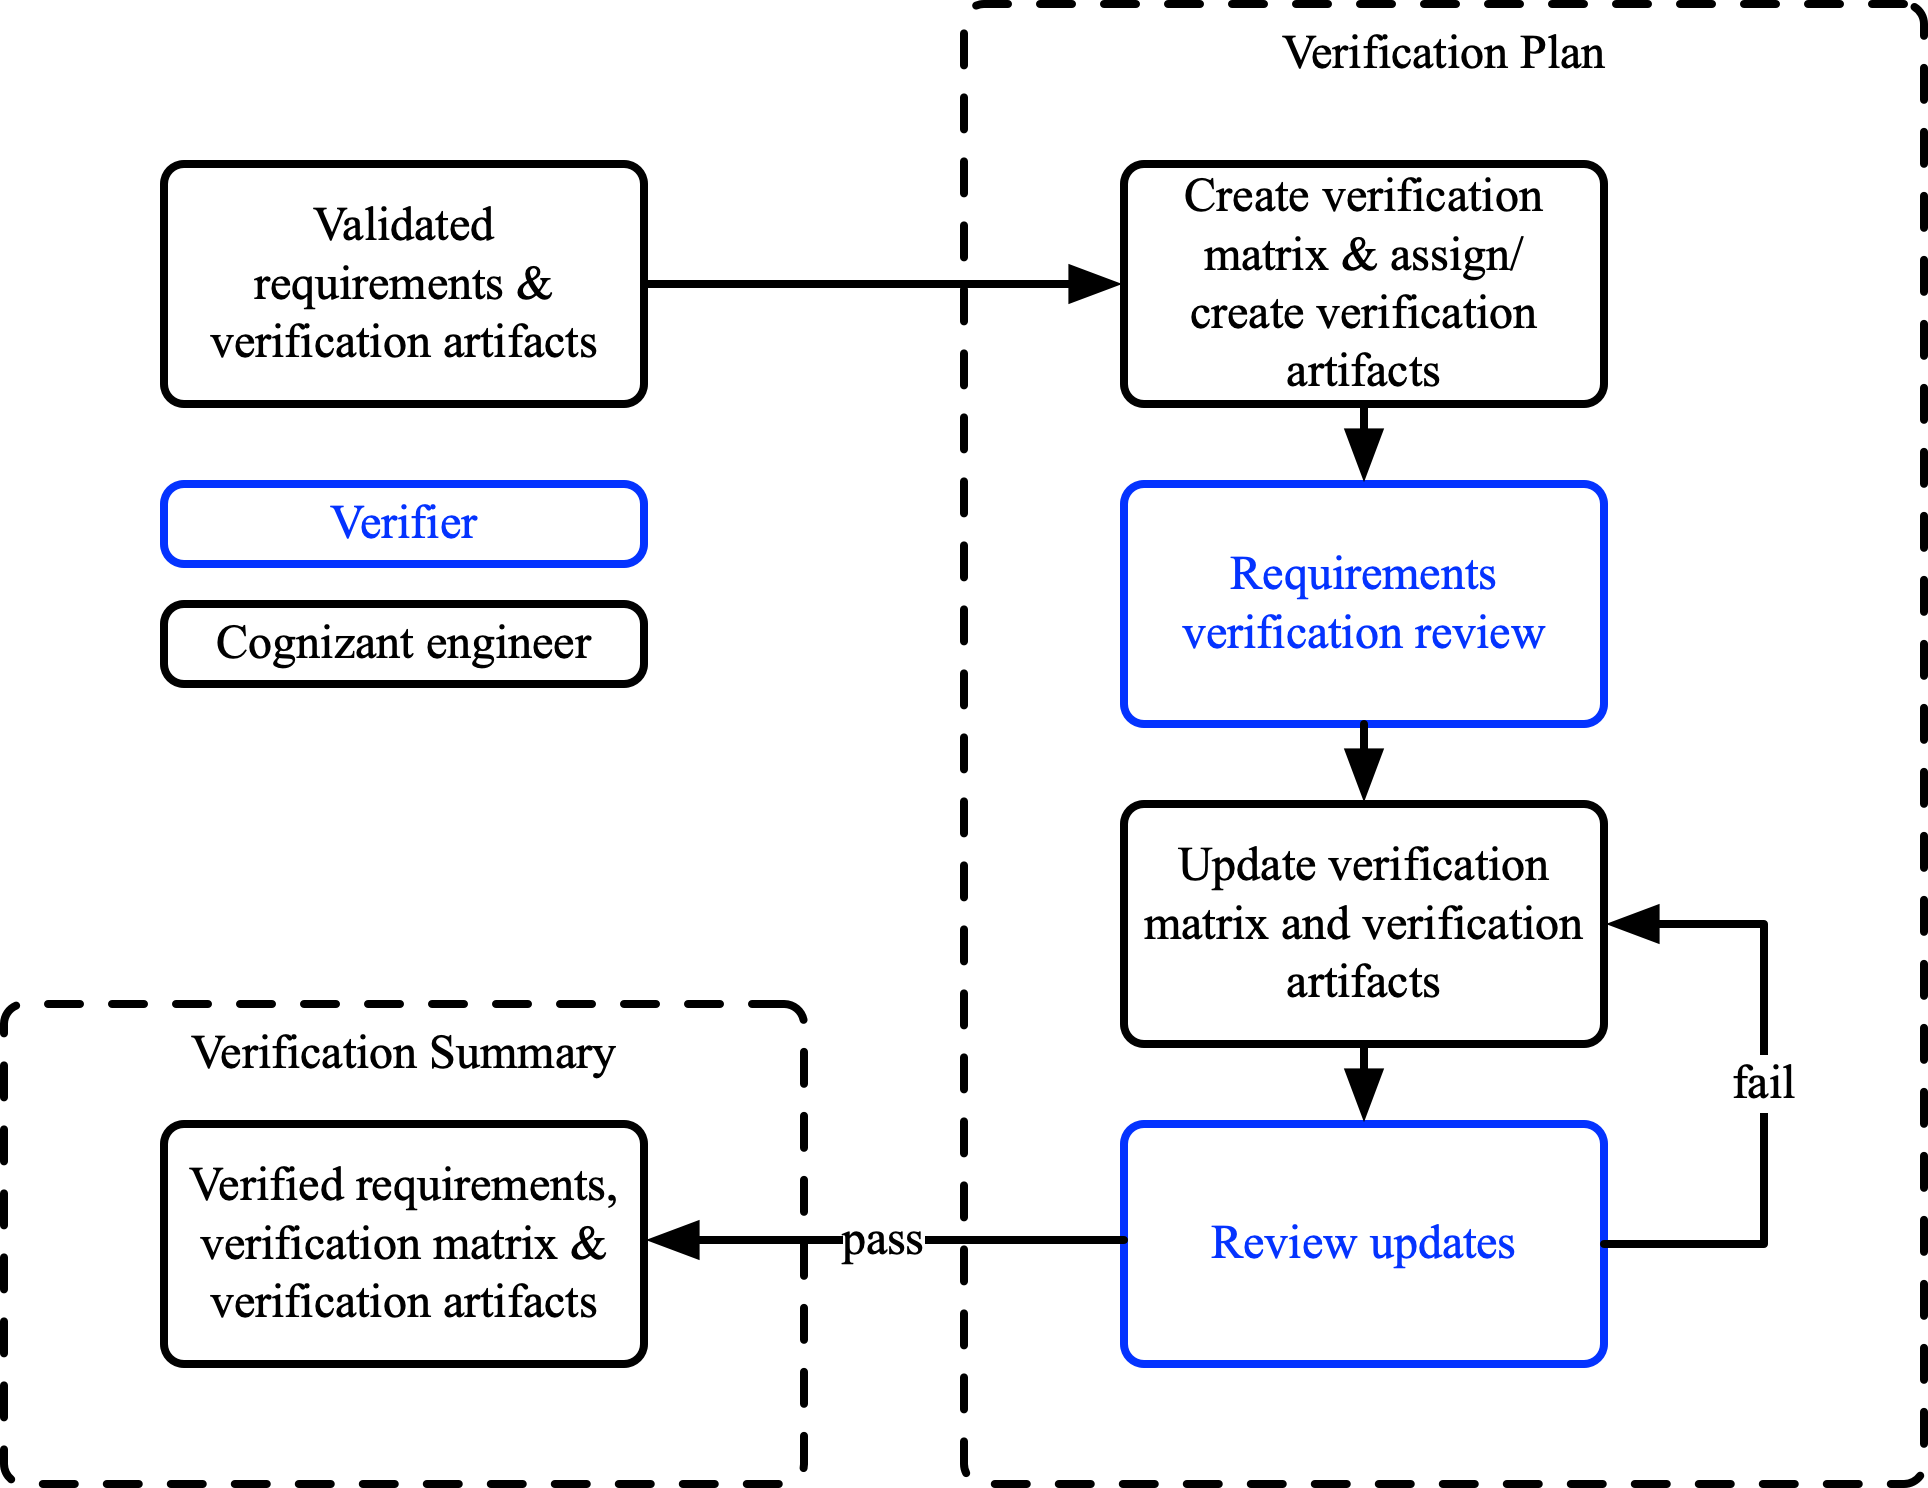 Verification Plan
Validated
requirements &
verification artifacts
Create verification
matrix & assign/
create verification
artifacts
Verifier
Cognizant engineer
Requirements
verification review
Update verification
matrix and verification
artifacts
fail
Verification Summary
Verified requirements,
verification matrix &
verification artifacts
pass
Review updates